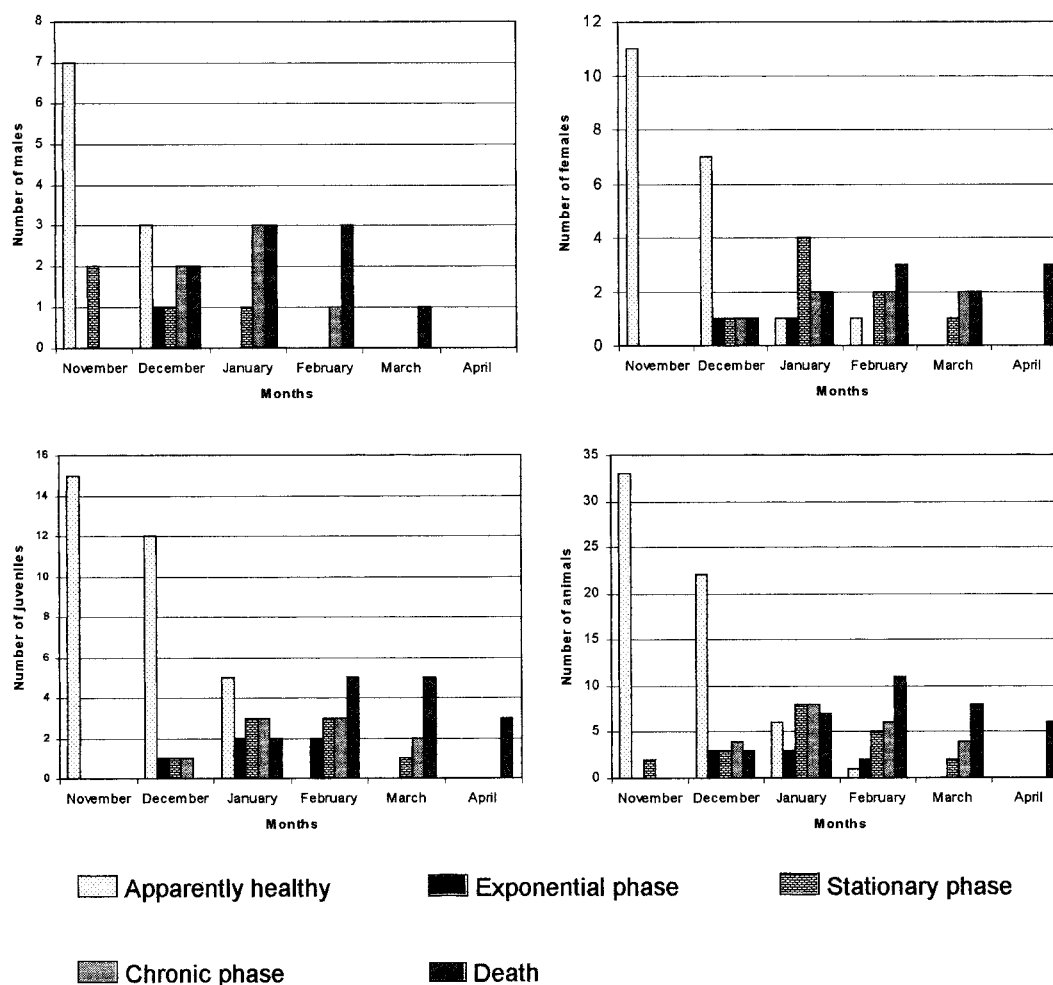 8
7
6
5
4
3
2
1
0
Number of males
November December January February March April
Months
12
10
8
6
4
2
0
Number of females
November December January February March April
Months
16
14
12
10
8
6
4
2
0
Number of juveniles
November December January February March April
Months
35
30
25
20
15
10
5
0
Number of animals
November December January February March April
Months
Apparently healthy Exponential phase Stationary phase
Chronic phase Death